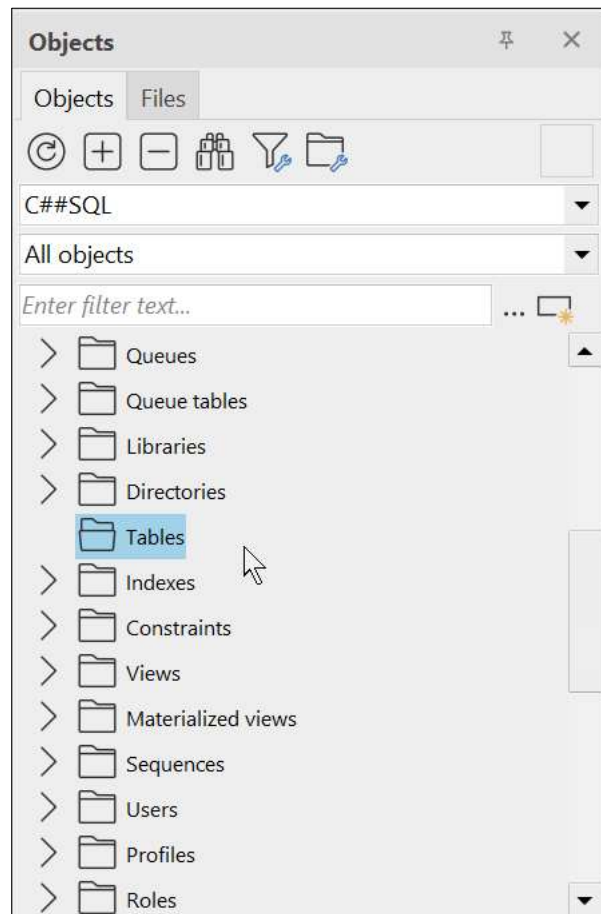 Objects
Objects Files
C##SQL
All objects
Enter filter text... ...
Queues
Queue tables
Libraries
Directories
Tables
Indexes
Constraints
Views
Materialized views
Sequences
Users
Profiles
Roles